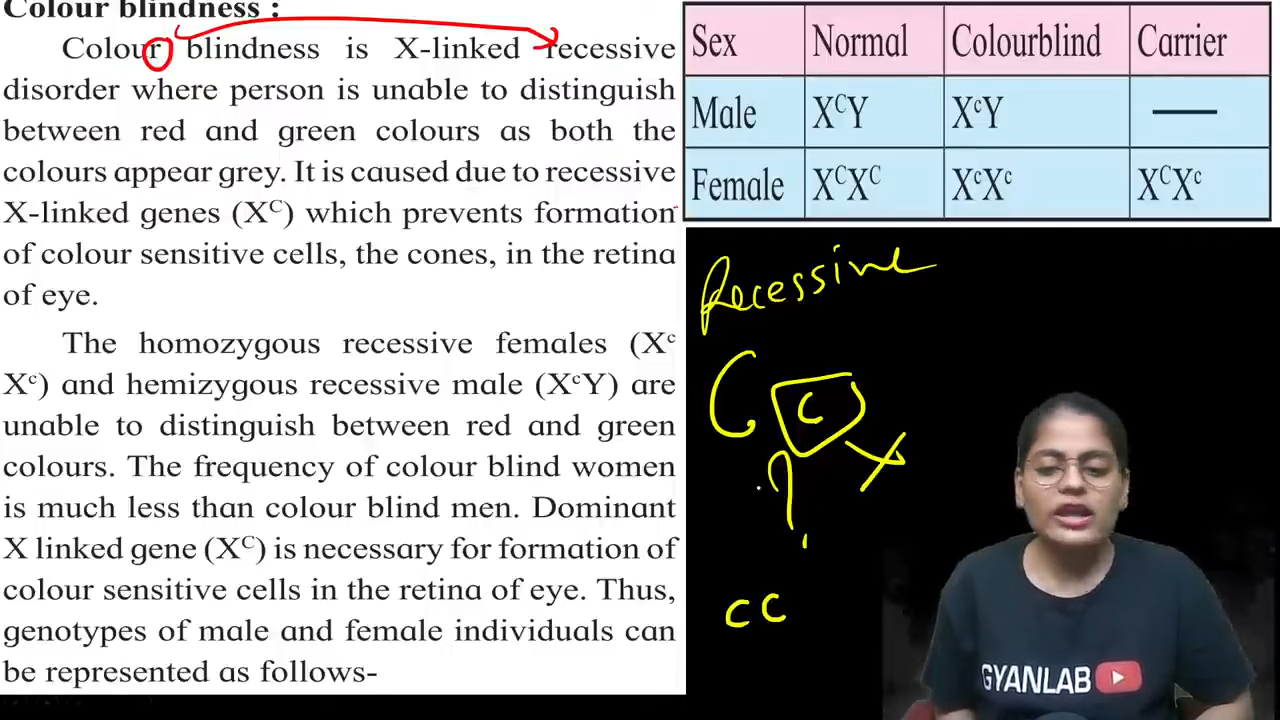 Colour blindness :
Colour blindness is X-linked recessive
disorder where person is unable to distinguish
between red and green colours as both the
colours appear grey. It is caused due to recessive
X-linked genes (Xᶜ) which prevents formation
of colour sensitive cells, the cones, in the retina
of eye.
The homozygous recessive females (Xᶜ
Xᶜ) and hemizygous recessive male (XᶜY) are
unable to distinguish between red and green
colours. The frequency of colour blind women
is much less than colour blind men. Dominant
X linked gene (Xᶜ) is necessary for formation of
colour sensitive cells in the retina of eye. Thus,
genotypes of male and female individuals can
be represented as follows-
Sex Normal Colourblind Carrier
Male XᶜY XᶜY —
Female XᶜXᶜ XᶜXᶜ XᶜXᶜ
Recessive
C c
?
cc
GYANLAB